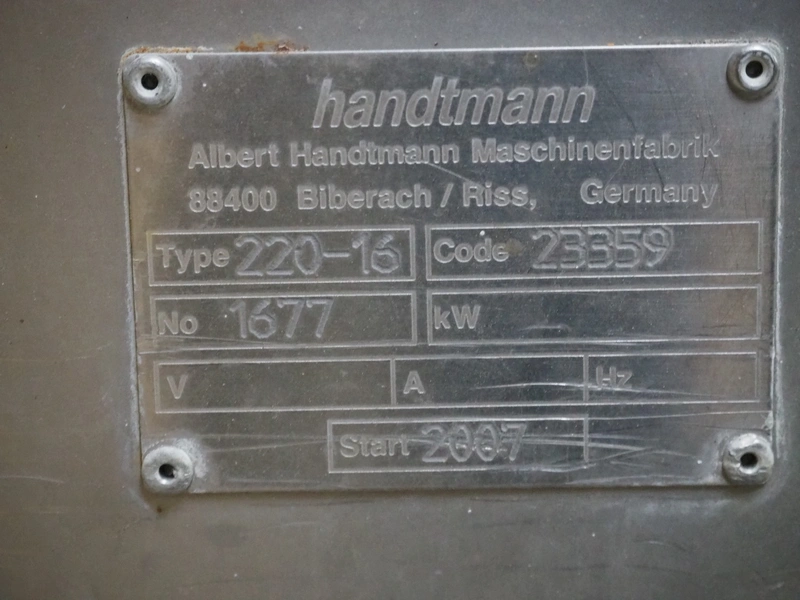 handtmann
Albert Handtmann Maschinenfabrik
88400 Biberach / Riss, Germany
Type 220-16 Code 23359
No 1677 kW
V A Hz
Start 2007